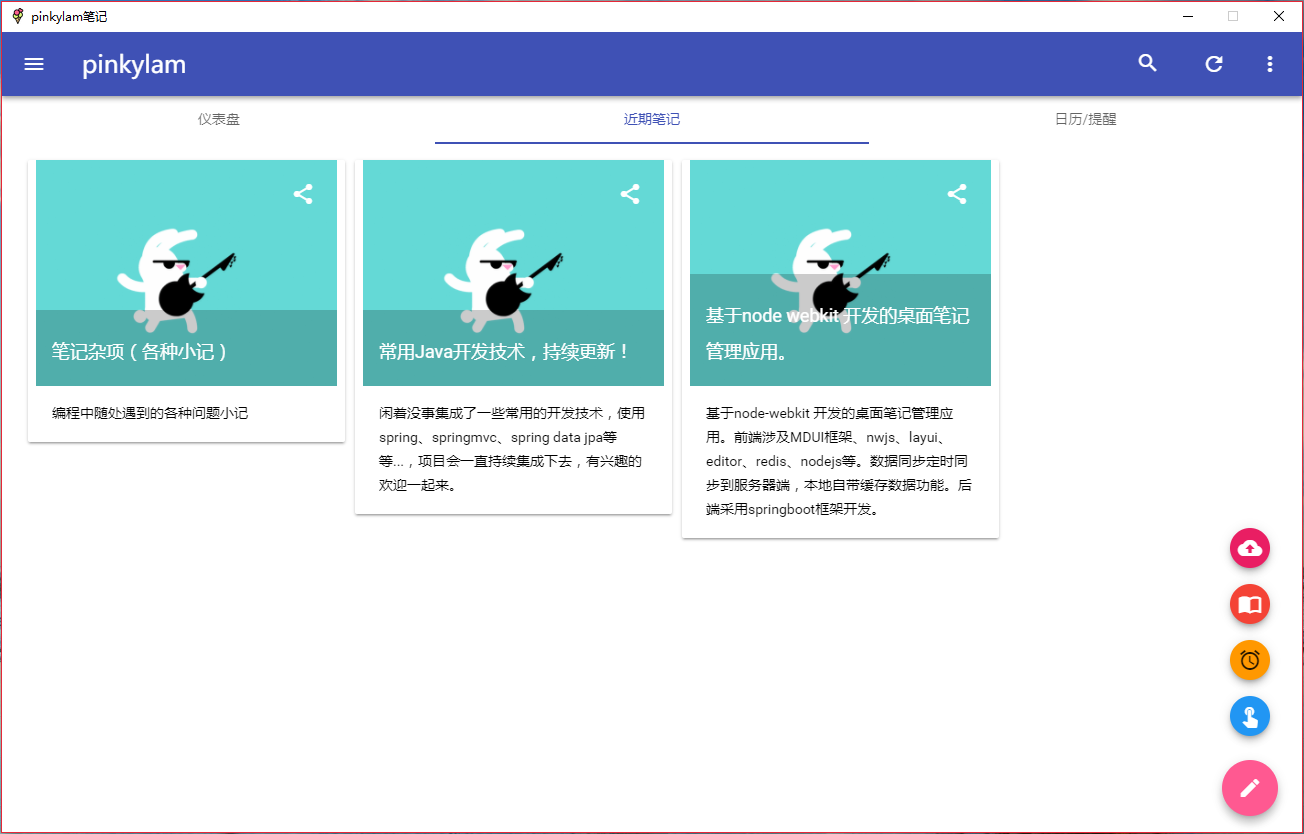 pinkylam笔记
pinkylam
仪表盘
近期笔记
日历/提醒
笔记杂项（各种小记）
编程中随处遇到的各种问题小记
常用Java开发技术，持续更新！
闲着没事集成了一些常用的开发技术，使用
spring、springmvc、spring data jpa等
等...，项目会一直持续集成下去，有兴趣的
欢迎一起来。
基于node webkit 开发的桌面笔记
管理应用。
基于node-webkit 开发的桌面笔记管理应
用。前端涉及MDUI框架、nwjs、layui、
editor、redis、nodejs等。数据同步定时同
步到服务器端，本地自带缓存数据功能。后
端采用springboot框架开发。